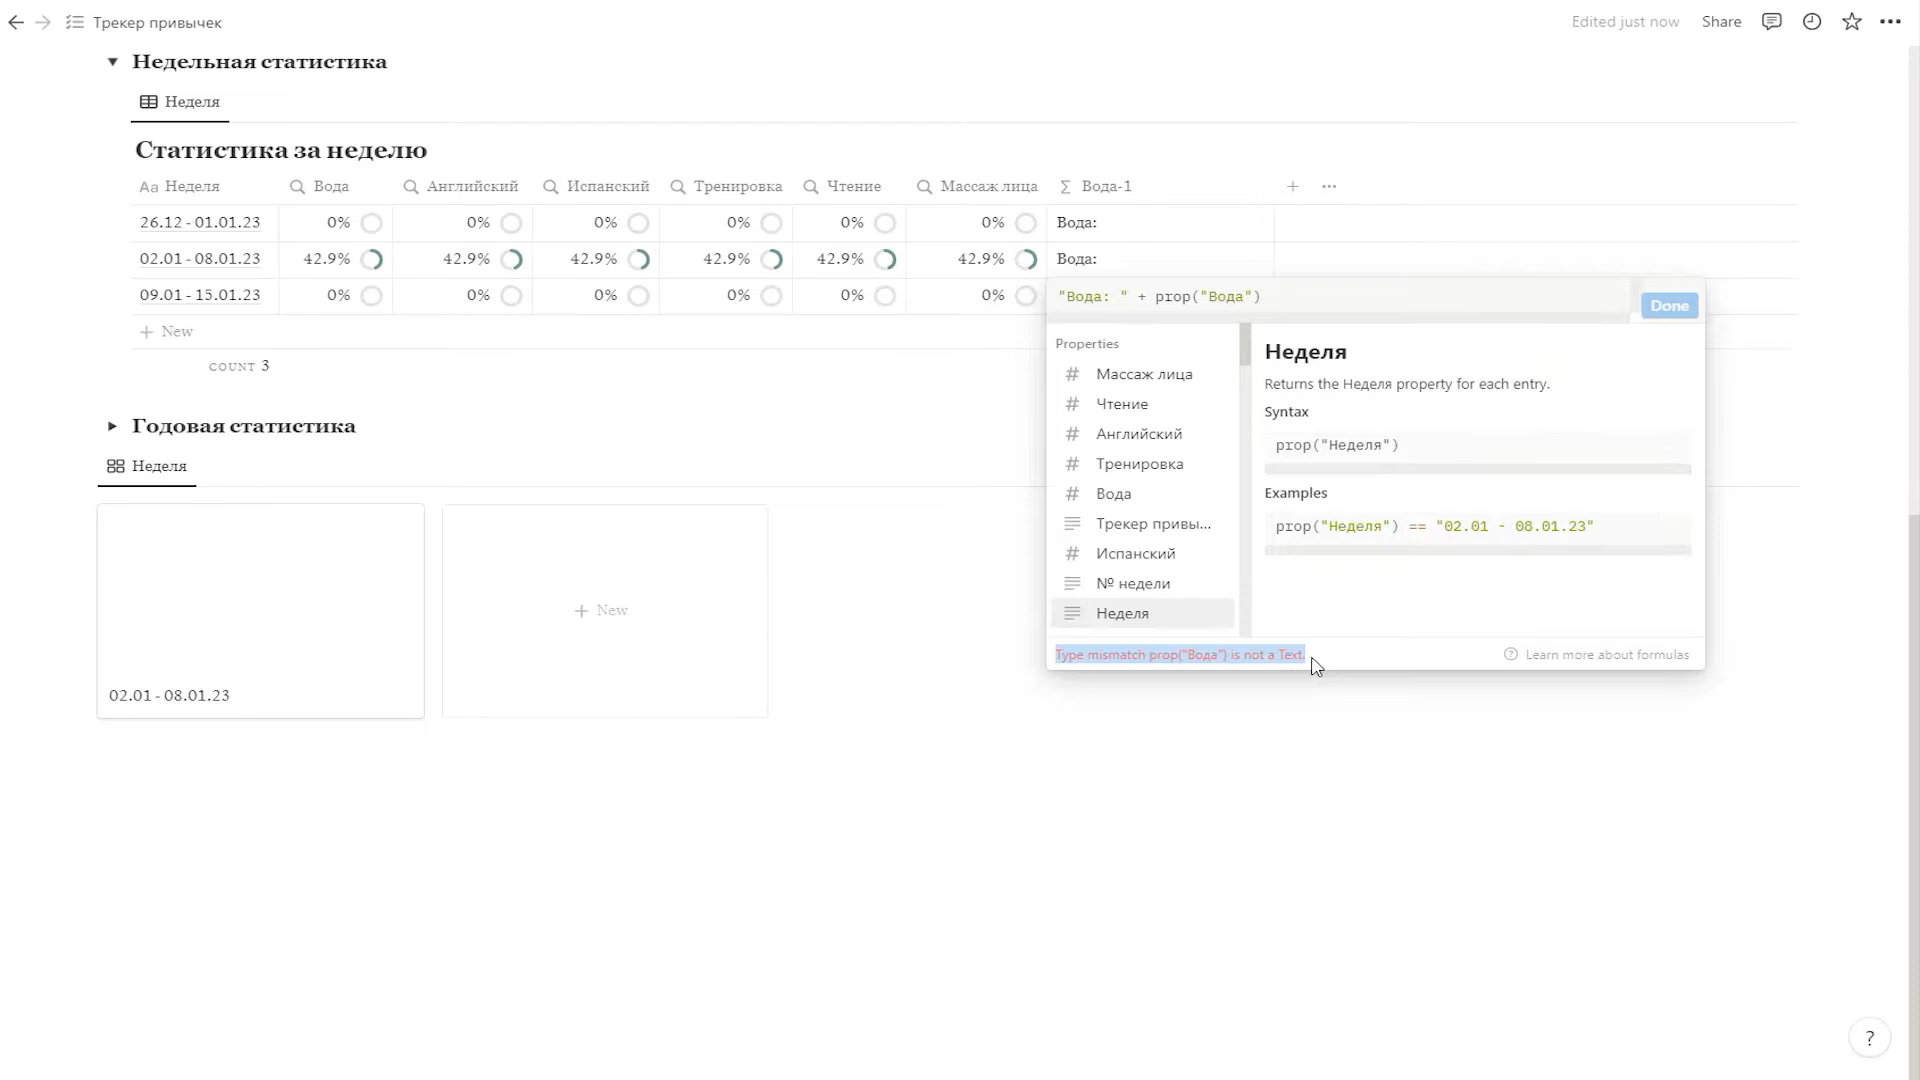 Трекер привычек
Edited just now
Share
Недельная статистика
Неделя
Статистика за неделю
Aa Неделя Вода Английский Испанский Тренировка Чтение Массаж лица Σ Вода-1
26.12 - 01.01.23 0% 0% 0% 0% 0% 0% Вода:
02.01 - 08.01.23 42.9% 42.9% 42.9% 42.9% 42.9% 42.9% Вода:
09.01 - 15.01.23 0% 0% 0% 0% 0% 0%
+ New
COUNT 3
"Вода: " + prop("Вода")
Done
Properties
# Массаж лица
# Чтение
# Английский
# Тренировка
# Вода
Трекер привы...
# Испанский
№ недели
Неделя
Неделя
Returns the Неделя property for each entry.
Syntax
prop("Неделя")
Examples
prop("Неделя") == "02.01 - 08.01.23"
Type mismatch prop("Вода") is not a Text.
Learn more about formulas
Годовая статистика
Неделя
02.01 - 08.01.23
+ New
?